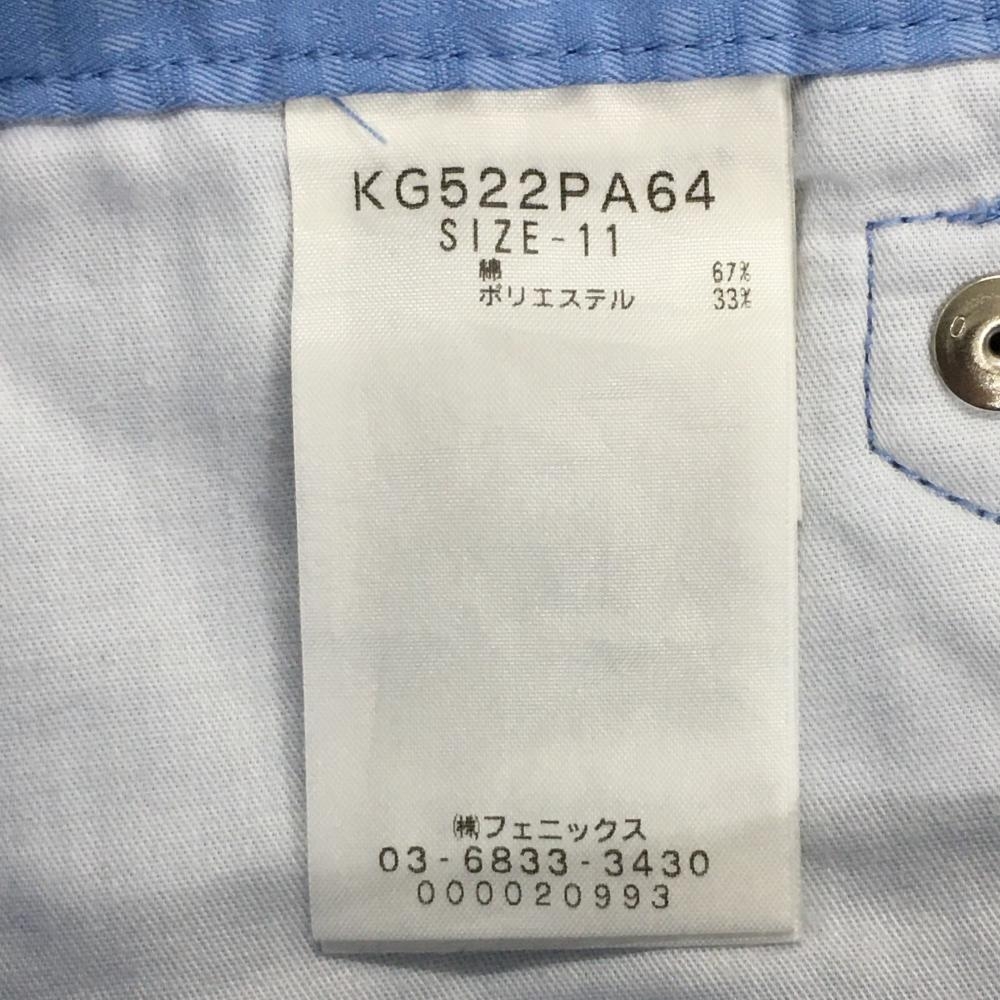 KG522PA64
SIZE-11
綿 67%
ポリエステル 33%
㈱フェニックス
03-6833-3430
000020993